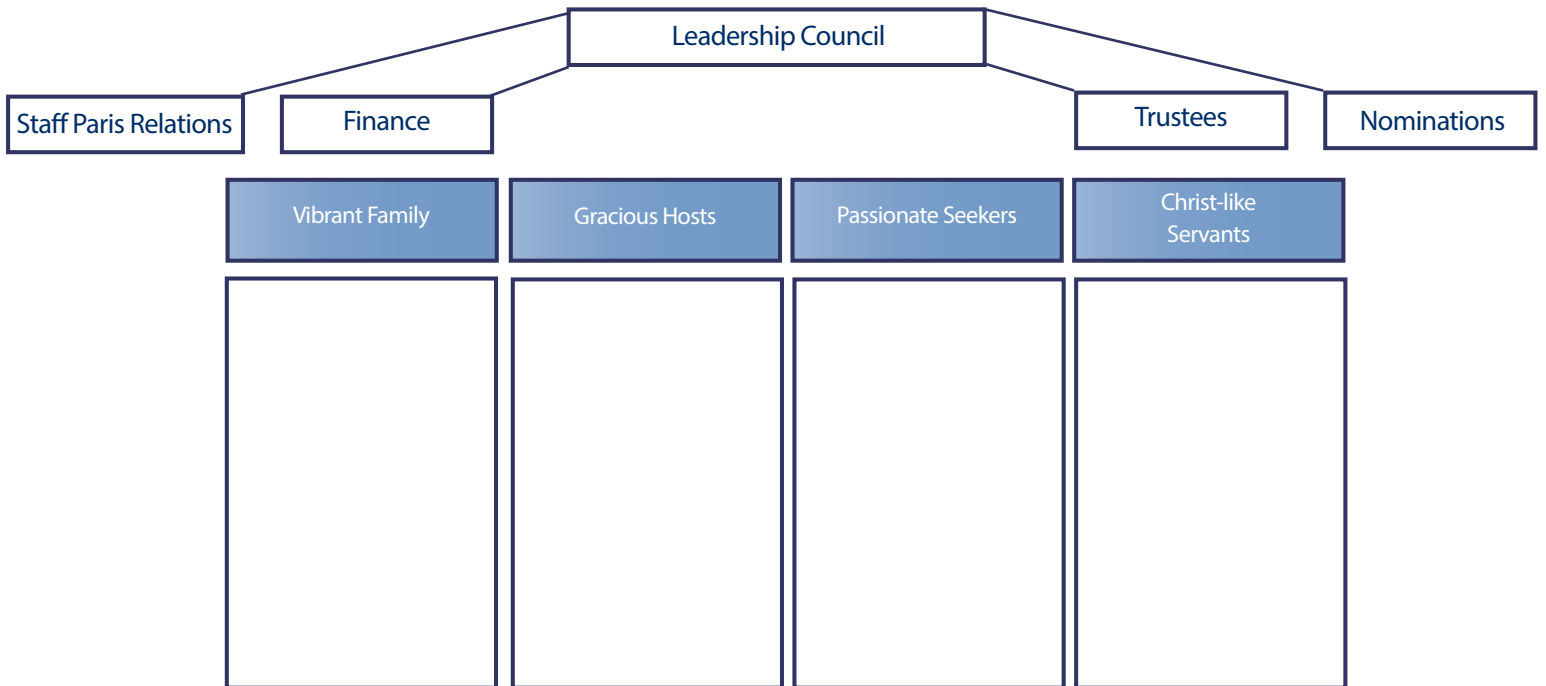 Leadership Council
Staff Paris Relations
Finance
Trustees
Nominations
Vibrant Family
Gracious Hosts
Passionate Seekers
Christ-like
Servants